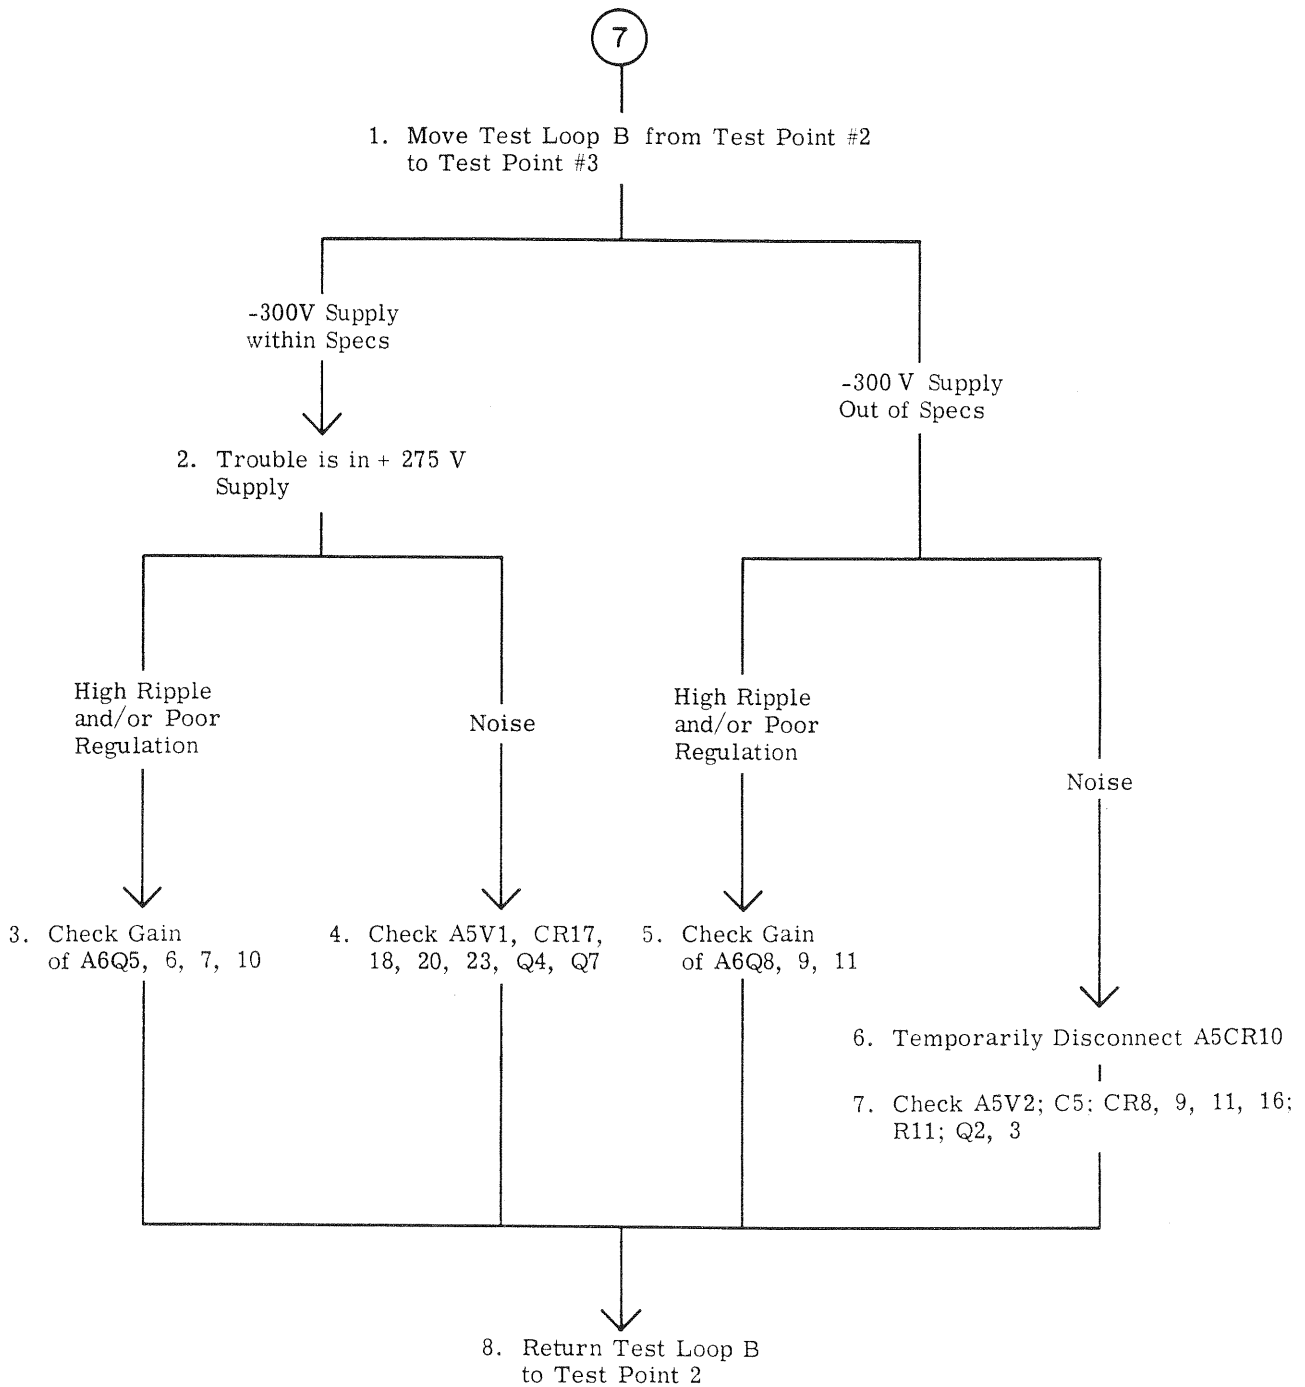 7
1. Move Test Loop B from Test Point #2
to Test Point #3
-300V Supply
within Specs
-300 V Supply
Out of Specs
2. Trouble is in + 275 V
Supply
High Ripple
and/or Poor
Regulation
Noise
High Ripple
and/or Poor
Regulation
Noise
3. Check Gain
of A6Q5, 6, 7, 10
4. Check A5V1, CR17,
18, 20, 23, Q4, Q7
5. Check Gain
of A6Q8, 9, 11
6. Temporarily Disconnect A5CR10
7. Check A5V2; C5; CR8, 9, 11, 16;
R11; Q2, 3
8. Return Test Loop B
to Test Point 2